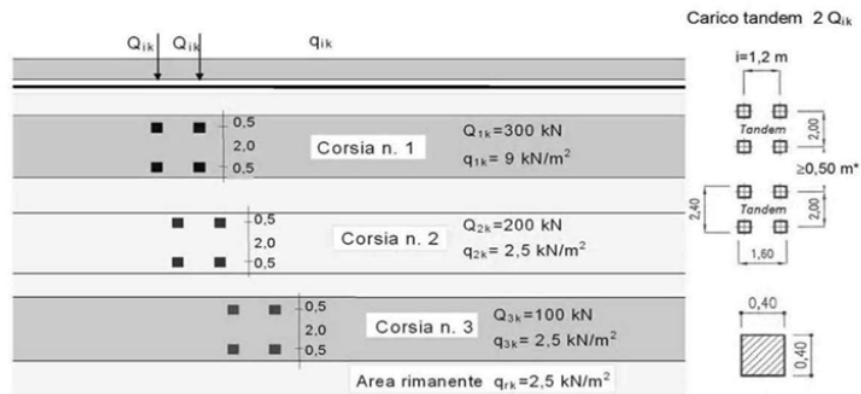 Carico tandem 2 Qik
Qik Qik qik
i=1,2 m
0,5
2,0
0,5
Corsia n. 1
Q1k=300 kN
q1k= 9 kN/m²
Tandem
2,00
≥0,50 m*
0,5
2,0
0,5
Corsia n. 2
Q2k=200 kN
q2k= 2,5 kN/m²
2,40
Tandem
2,00
1,60
0,5
2,0
0,5
Corsia n. 3
Q3k=100 kN
q3k= 2,5 kN/m²
0,40
0,40
Area rimanente qrk=2,5 kN/m²